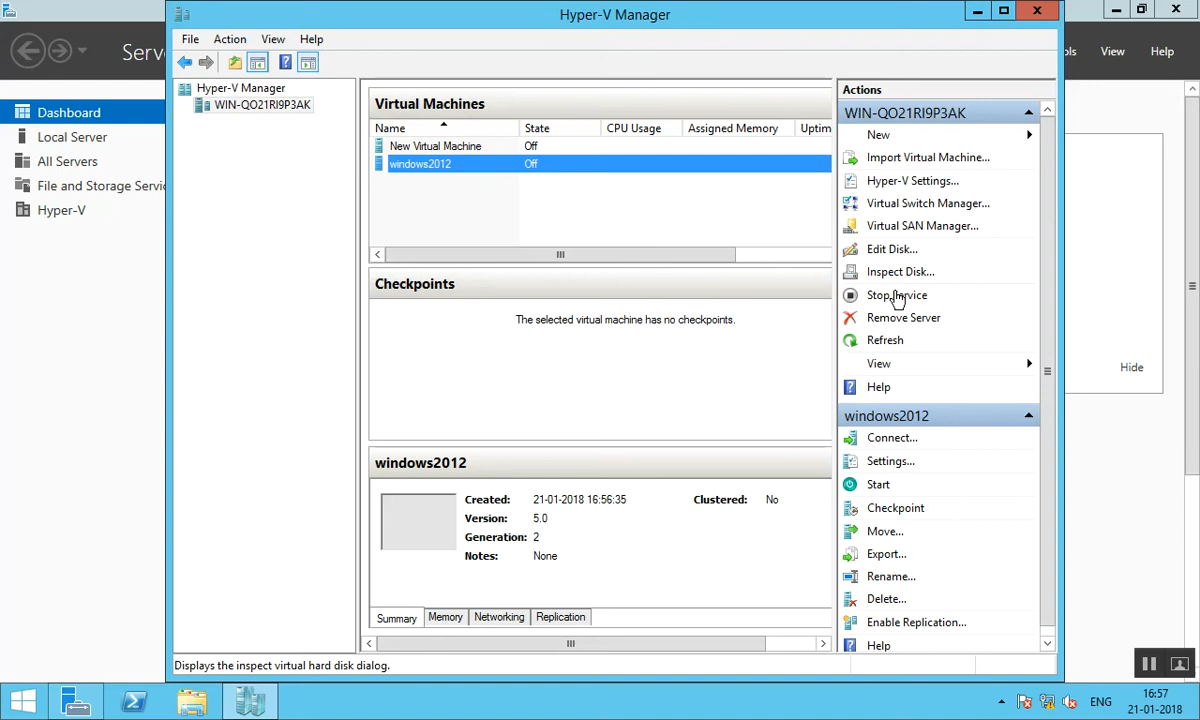 Hyper-V Manager
Serv
ols
View
Help
File
Action
View
Help
Dashboard
Local Server
All Servers
File and Storage Servic
Hyper-V
Hyper-V Manager
WIN-QO21RI9P3AK
Virtual Machines
Name
State
CPU Usage
Assigned Memory
Uptim
New Virtual Machine
Off
windows2012
Off
Checkpoints
The selected virtual machine has no checkpoints.
windows2012
Created:
21-01-2018 16:56:35
Clustered:
No
Version:
5.0
Generation:
2
Notes:
None
Summary
Memory
Networking
Replication
Actions
WIN-QO21RI9P3AK
New
Import Virtual Machine...
Hyper-V Settings...
Virtual Switch Manager...
Virtual SAN Manager...
Edit Disk...
Inspect Disk...
Stop Service
Remove Server
Refresh
View
Help
windows2012
Connect...
Settings...
Start
Checkpoint
Move...
Export...
Rename...
Delete...
Enable Replication...
Help
Hide
Displays the inspect virtual hard disk dialog.
ENG
16:57
21-01-2018